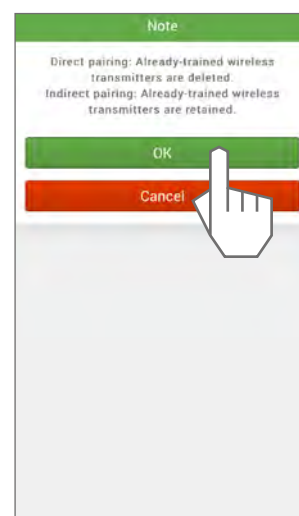 Note
Direct pairing: Already-trained wireless
transmitters are deleted.
Indirect pairing: Already-trained wireless
transmitters are retained.
OK
Cancel